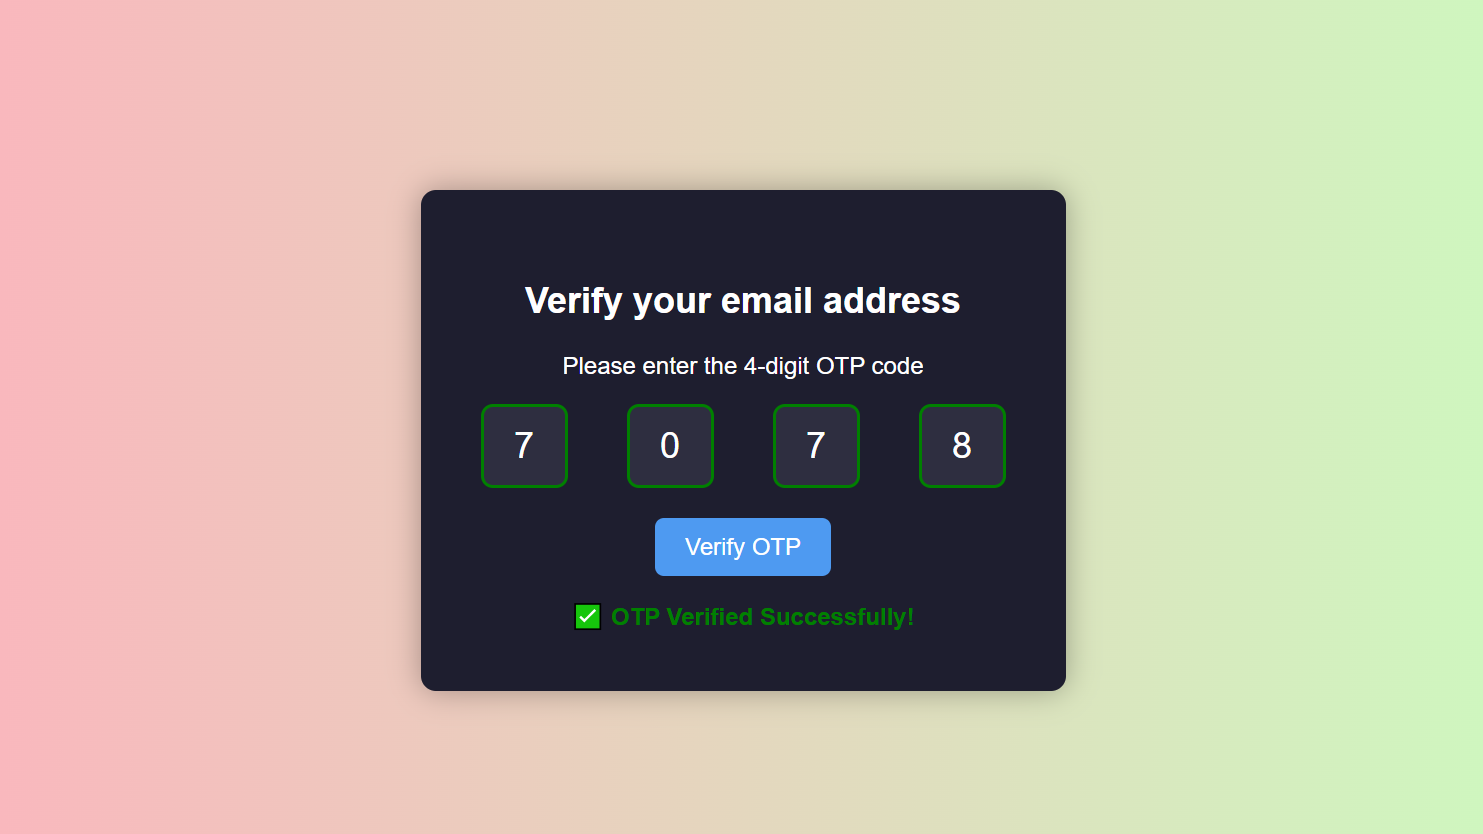 Verify your email address
Please enter the 4-digit OTP code
7 0 7 8
Verify OTP
✅ OTP Verified Successfully!